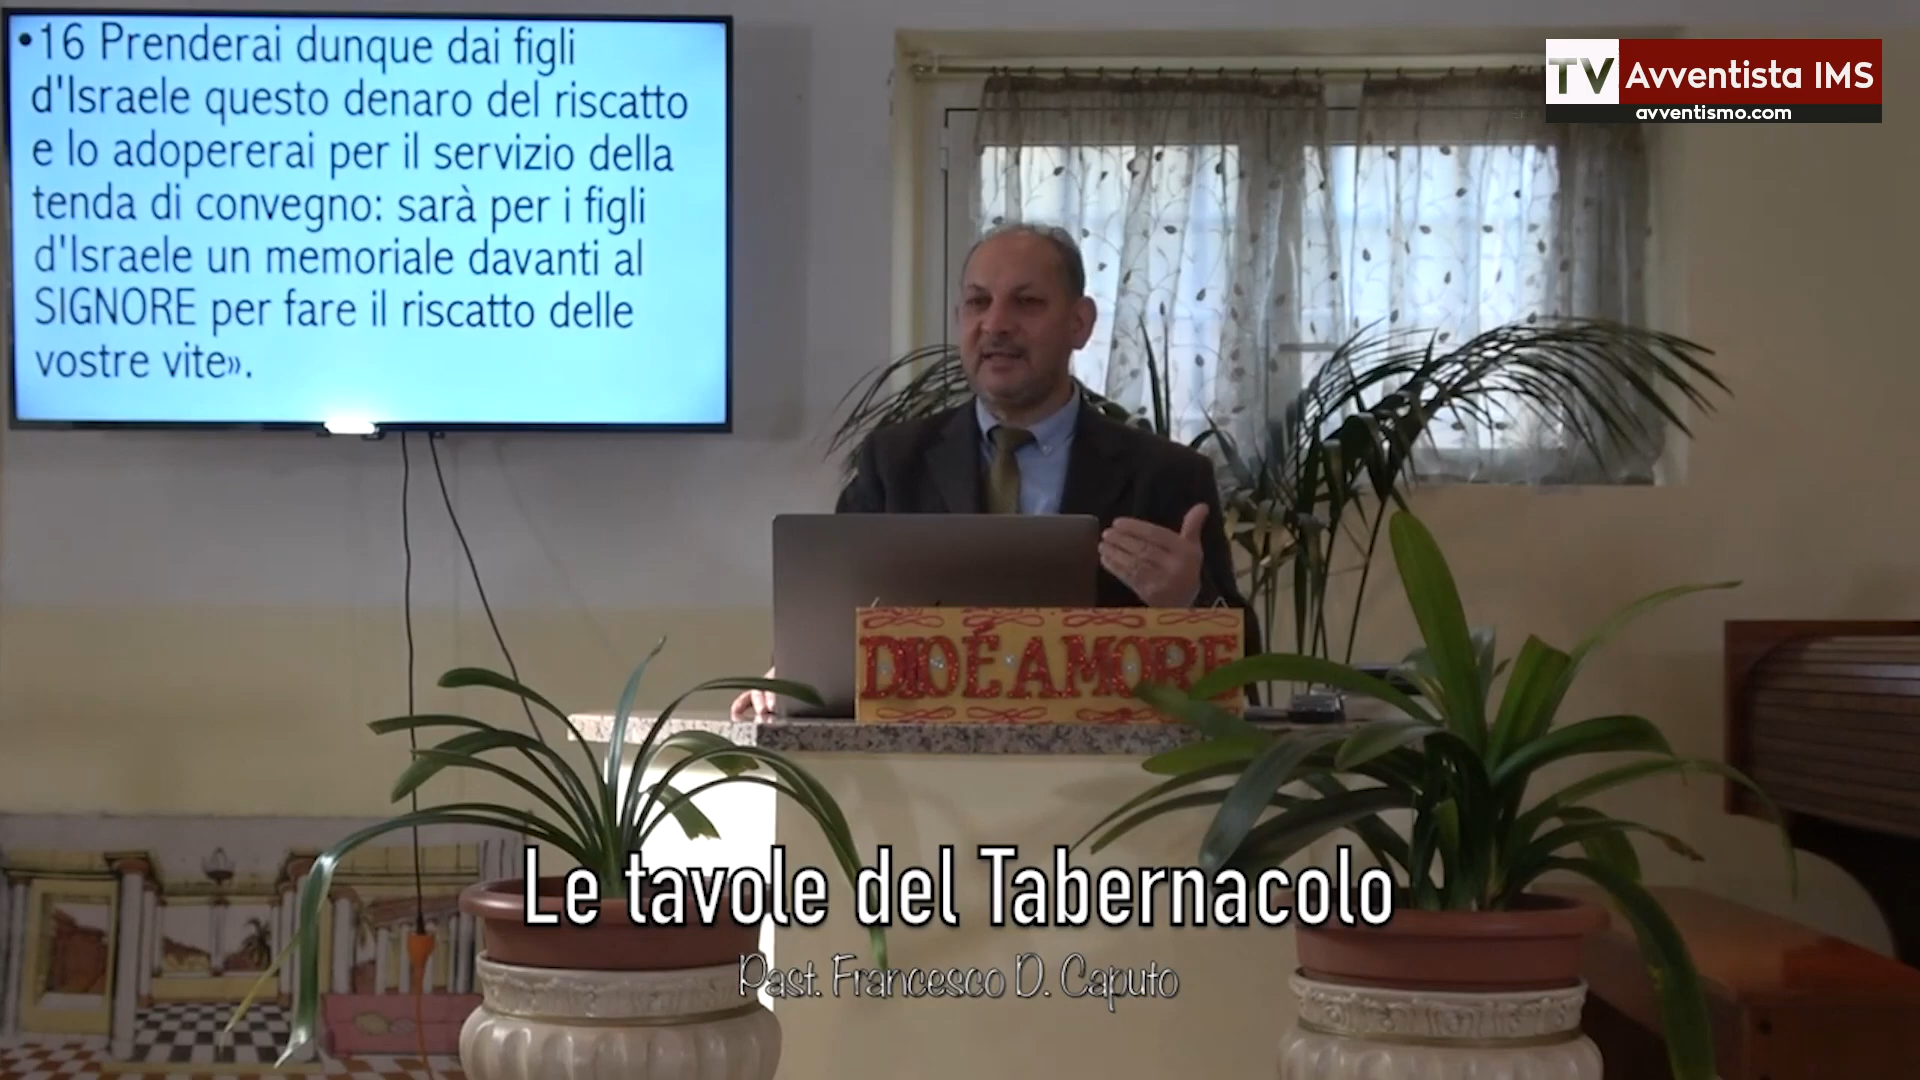 •16 Prenderai dunque dai figli
d'Israele questo denaro del riscatto
e lo adopererai per il servizio della
tenda di convegno: sarà per i figli
d'Israele un memoriale davanti al
SIGNORE per fare il riscatto delle
vostre vite».
TV Avventista IMS
avventismo.com
DIO É AMORE
Le tavole del Tabernacolo
Past. Francesco D. Caputo